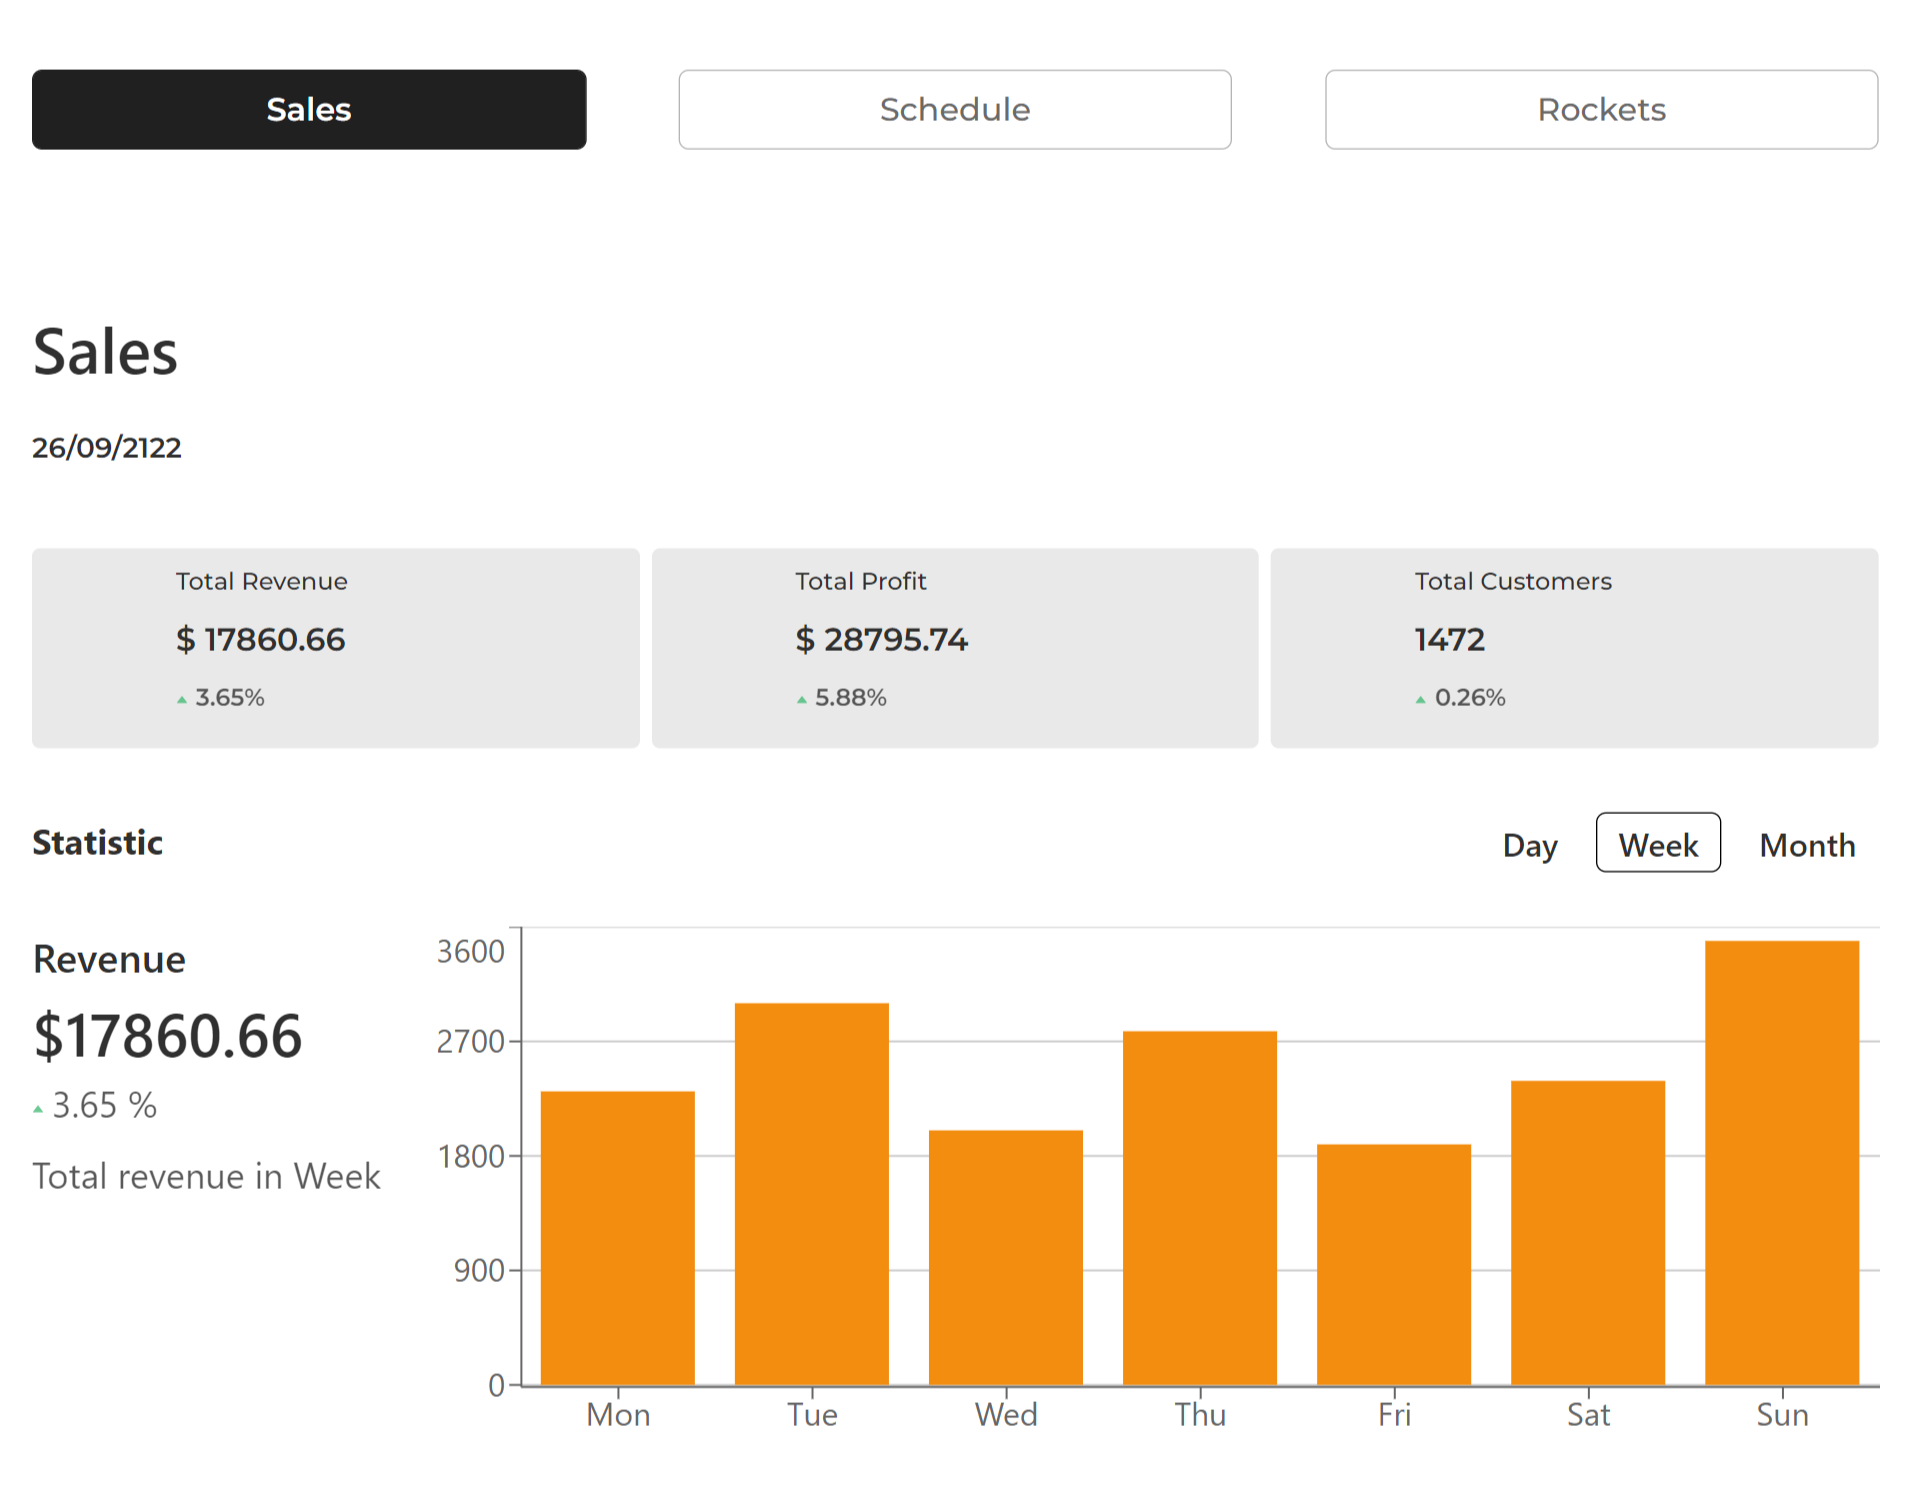 Sales
Schedule
Rockets
Sales
26/09/2122
Total Revenue
$ 17860.66
3.65%
Total Profit
$ 28795.74
5.88%
Total Customers
1472
0.26%
Statistic
Day
Week
Month
Revenue
$17860.66
3.65 %
Total revenue in Week
3600
2700
1800
900
0
Mon
Tue
Wed
Thu
Fri
Sat
Sun